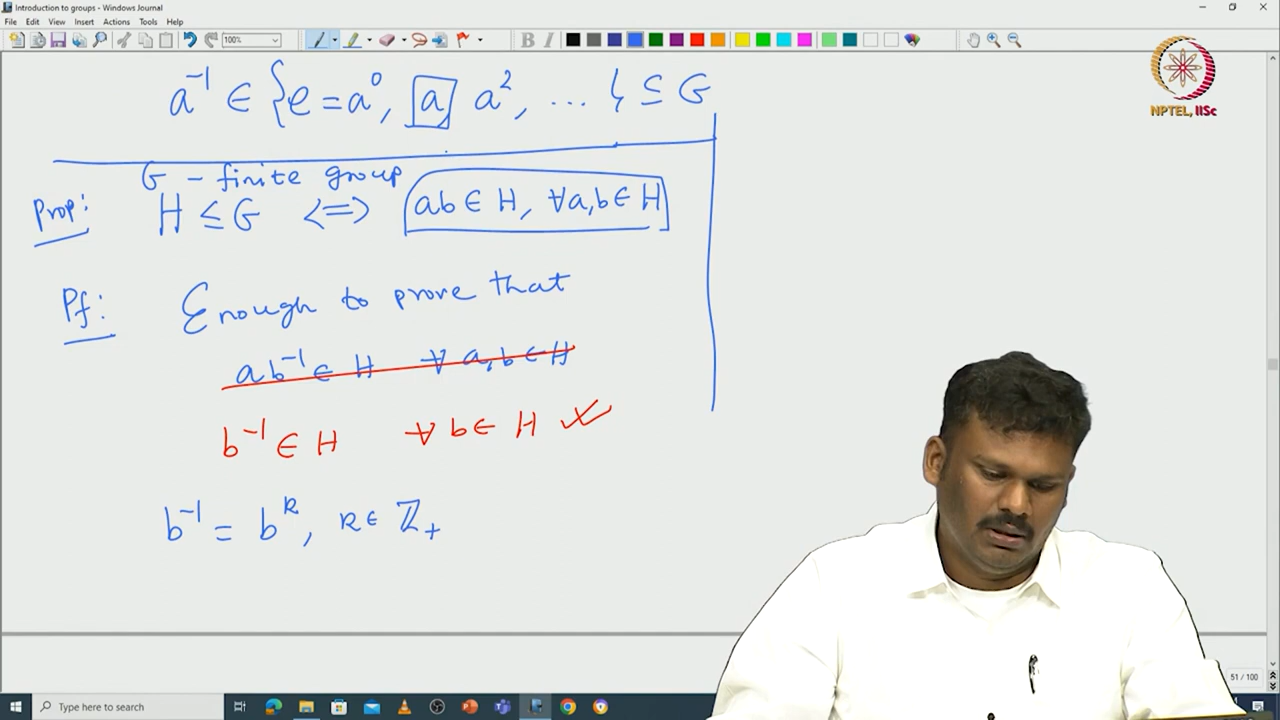 Introduction to groups - Windows Journal
File Edit View Insert Actions Tools Help
100%
B I
NPTEL, IISc
a⁻¹ ∈ {e = a⁰, a, a², ... } ⊆ G
G - finite group
Prop: H ≤ G <=> ab ∈ H, ∀a,b ∈ H
Pf: Enough to prove that
ab⁻¹ ∈ H ∀ a, b ∈ H
b⁻¹ ∈ H ∀ b ∈ H ✓
b⁻¹ = bᵏ, k ∈ ℤ₊
51 / 100
Type here to search